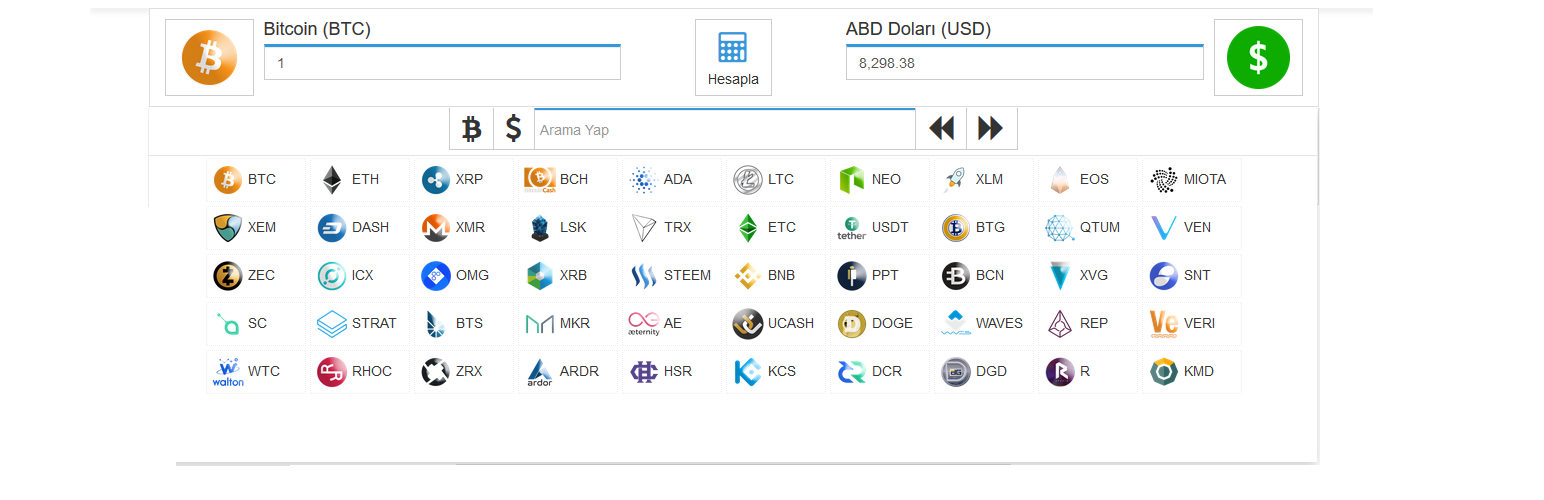 Bitcoin (BTC)
ABD Doları (USD)
1
8,298.38
Hesapla
Arama Yap
BTC ETH XRP BCH ADA LTC NEO XLM EOS MIOTA
XEM DASH XMR LSK TRX ETC USDT BTG QTUM VEN
tether
ZEC ICX OMG XRB STEEM BNB PPT BCN XVG SNT
SC STRAT BTS MKR AE UCASH DOGE WAVES REP VERI
æternity
WTC RHOC ZRX ARDR HSR KCS DCR DGD R KMD
walton
ardor